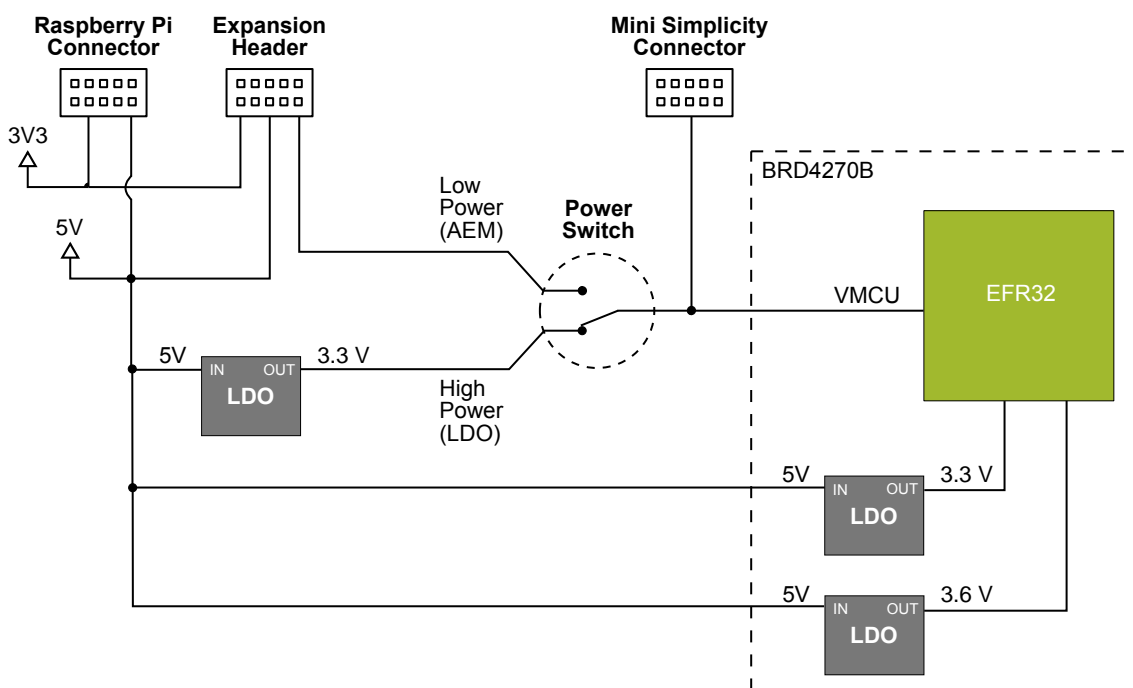 Raspberry Pi
Connector
Expansion
Header
Mini Simplicity
Connector
3V3
BRD4270B
Low
Power
(AEM)
Power
Switch
5V
VMCU
EFR32
5V
IN
OUT
LDO
3.3 V
High
Power
(LDO)
5V
IN
OUT
LDO
3.3 V
5V
IN
OUT
LDO
3.6 V